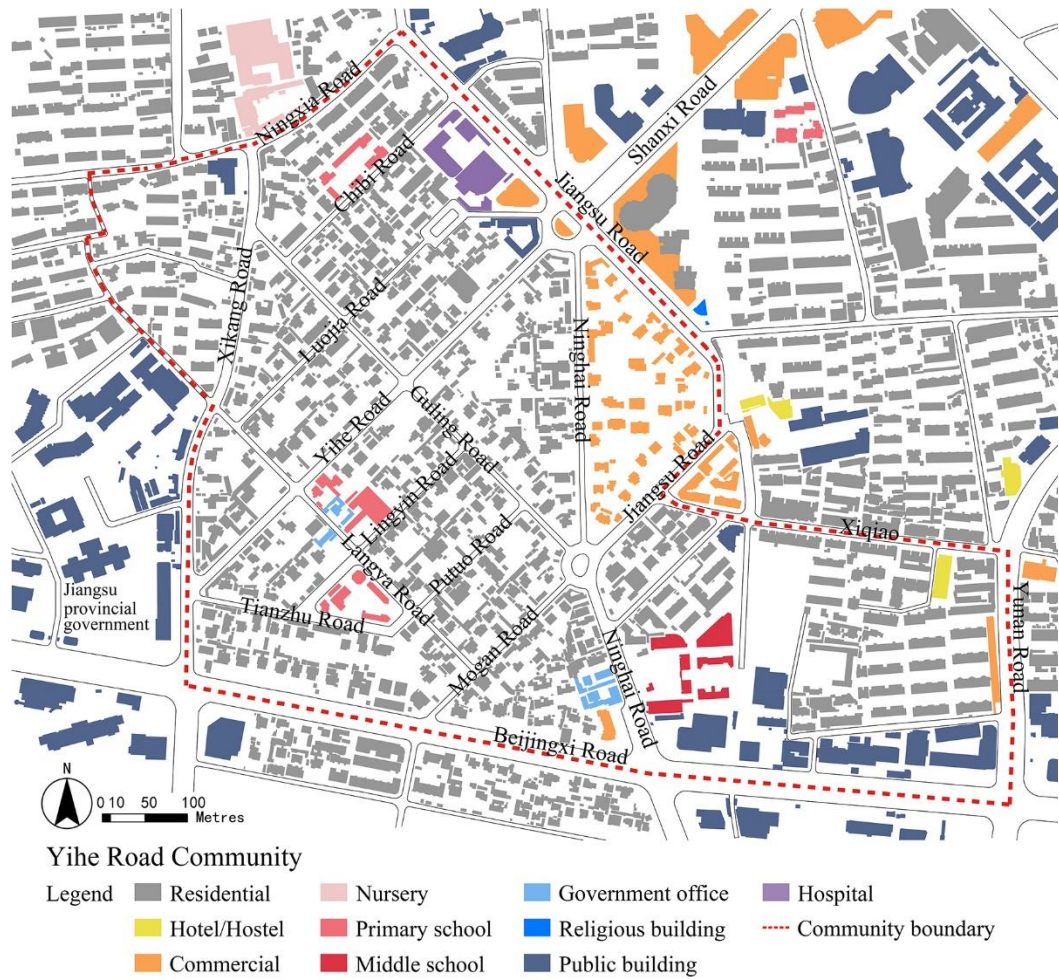 Ningxia Road
Shanxi Road
Chibi Road
Jiangsu Road
Xikang Road
Luojia Road
Ninghai Road
Guling Road
Yihe Road
Jiangsu Road
Lingyin Road
Xiqiao
Putuo Road
Langya Road
Jiangsu
provincial
government
Tianzhu Road
Yunan Road
Mogan Road
Ninghai Road
Beijingxi Road
N
0 10 50 100
Metres
Yihe Road Community
Legend
Residential
Nursery
Government office
Hospital
Hotel/Hostel
Primary school
Religious building
Community boundary
Commercial
Middle school
Public building